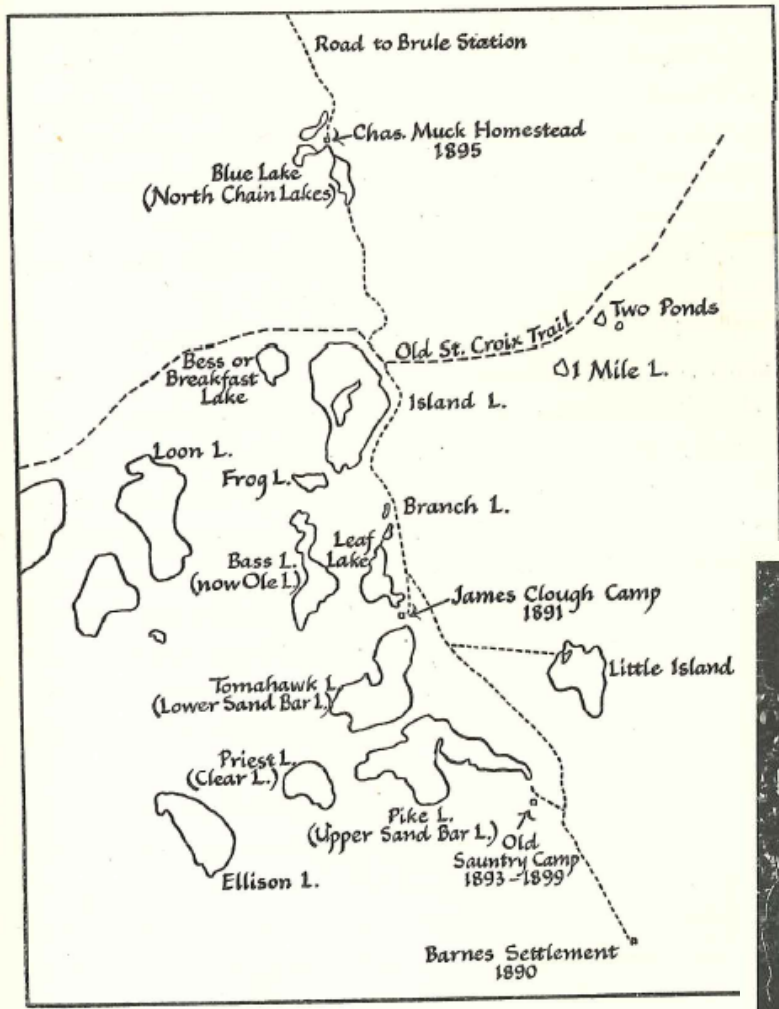 Road to Brule Station
Chas. Muck Homestead
1895
Blue Lake
(North Chain Lakes)
Old St. Croix Trail
Two Ponds
1 Mile L.
Bess or
Breakfast
Lake
Island L.
Loon L.
Frog L.
Branch L.
Leaf
Lake
Bass L.
(now Ole L.)
James Clough Camp
1891
Little Island
Tomahawk L.
(Lower Sand Bar L.)
Priest L.
(Clear L.)
Pike L.
(Upper Sand Bar L.)
Old
Sauntry Camp
1893-1899
Ellison L.
Barnes Settlement
1890